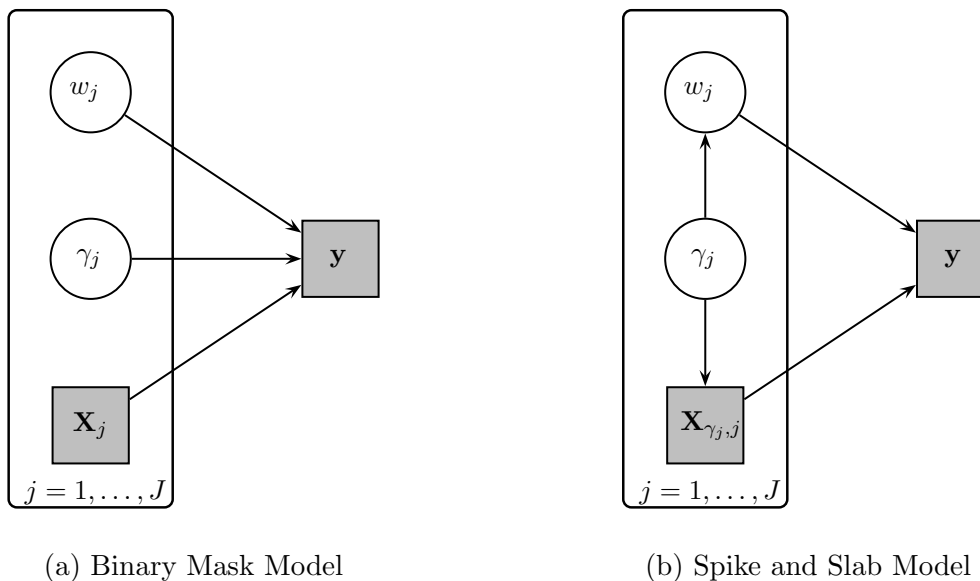 w_j
γ_j
y
X_j
j = 1, . . . , J
(a) Binary Mask Model
w_j
γ_j
y
X_{γ_j, j}
j = 1, . . . , J
(b) Spike and Slab Model